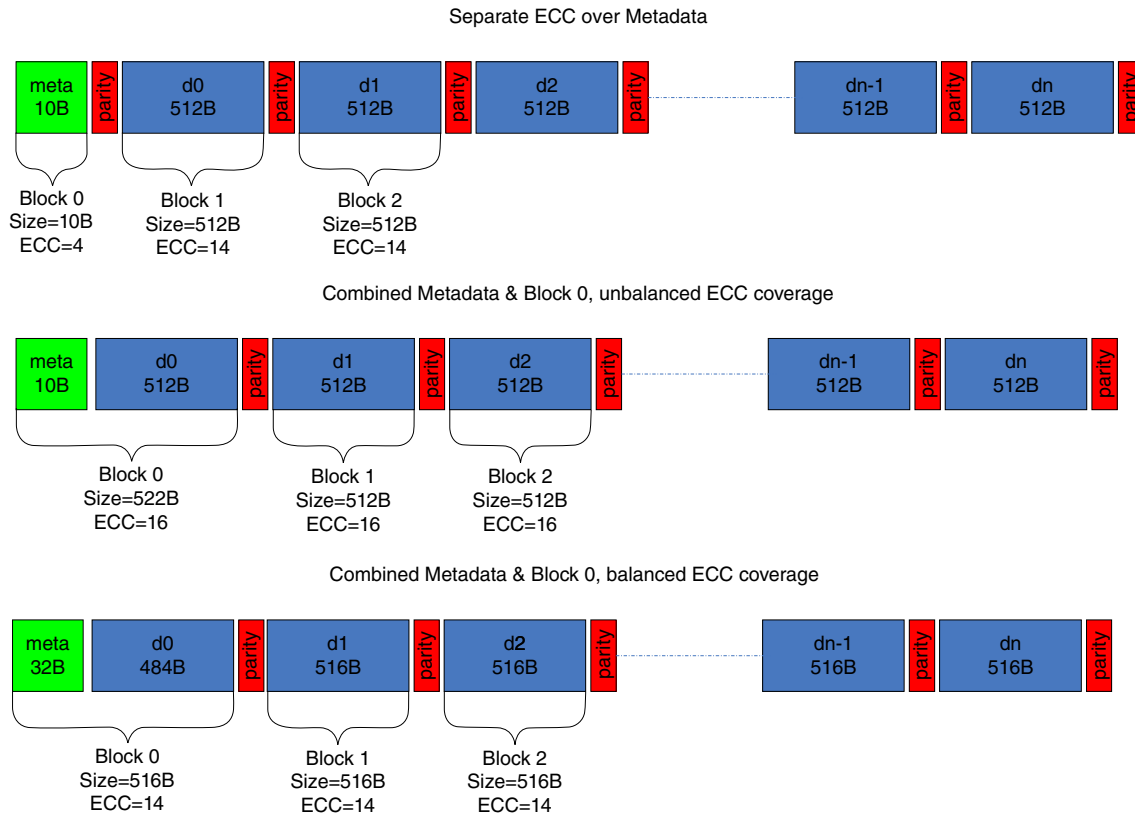 Separate ECC over Metadata
meta
10B
parity
d0
512B
parity
d1
512B
parity
d2
512B
parity
dn-1
512B
parity
dn
512B
parity
Block 0
Size=10B
ECC=4
Block 1
Size=512B
ECC=14
Block 2
Size=512B
ECC=14
Combined Metadata & Block 0, unbalanced ECC coverage
meta
10B
d0
512B
parity
d1
512B
parity
d2
512B
parity
dn-1
512B
parity
dn
512B
parity
Block 0
Size=522B
ECC=16
Block 1
Size=512B
ECC=16
Block 2
Size=512B
ECC=16
Combined Metadata & Block 0, balanced ECC coverage
meta
32B
d0
484B
parity
d1
516B
parity
d2
516B
parity
dn-1
516B
parity
dn
516B
parity
Block 0
Size=516B
ECC=14
Block 1
Size=516B
ECC=14
Block 2
Size=516B
ECC=14